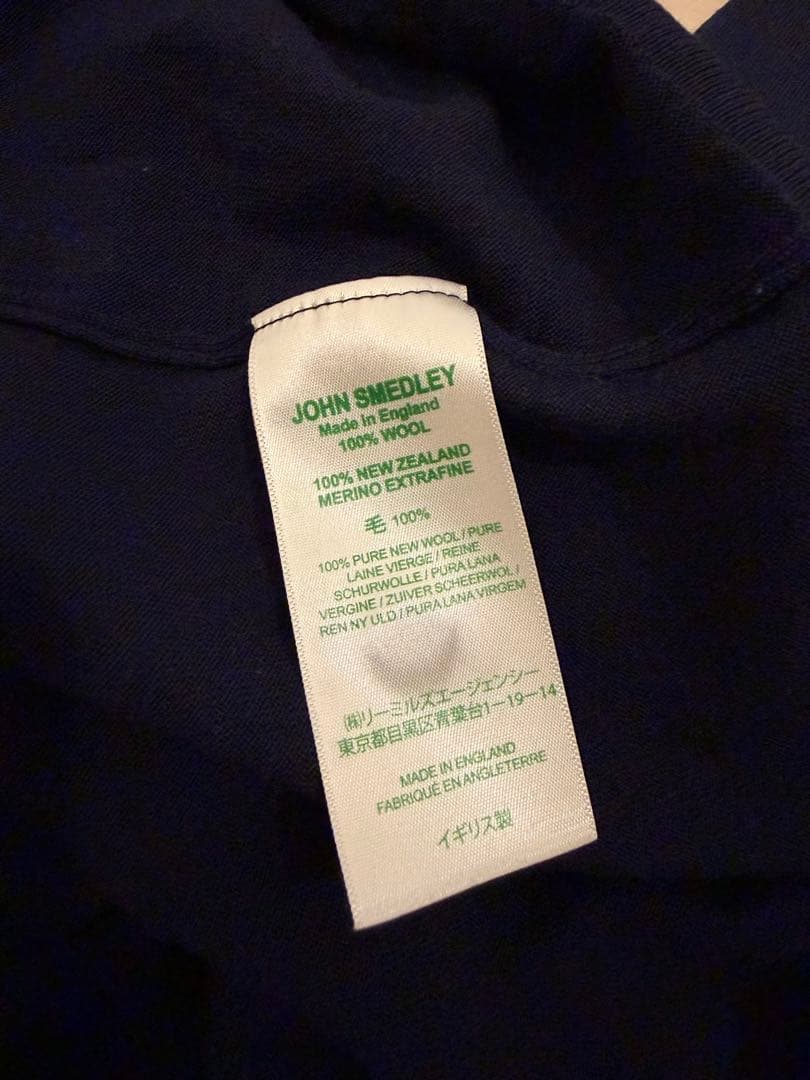 JOHN SMEDLEY
Made in England
100% WOOL
100% NEW ZEALAND
MERINO EXTRAFINE
毛 100%
100% PURE NEW WOOL / PURE
LAINE VIERGE / REINE
SCHURWOLLE / PURA LANA
VERGINE / ZUIVER SCHEERWOL /
REN NY ULD / PURA LANA VIRGEM
㈱リーミルズエージェンシー
東京都目黒区青葉台1-19-14
MADE IN ENGLAND
FABRIQUÉ EN ANGLETERRE
イギリス製